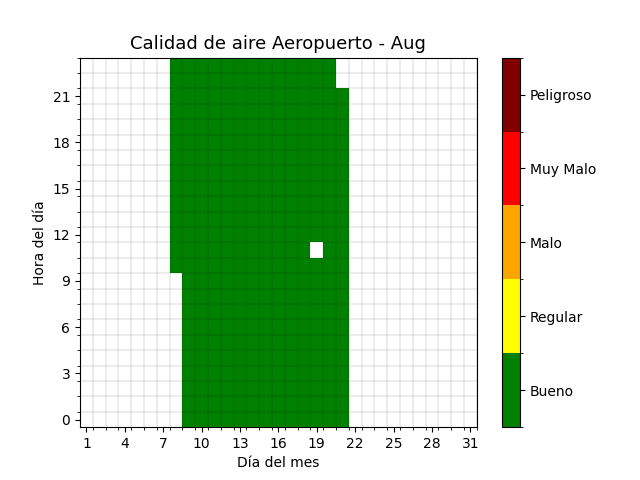 Calidad de aire Aeropuerto - Aug
Hora del día
21
18
15
12
9
6
3
0
1 4 7 10 13 16 19 22 25 28 31
Día del mes
Peligroso
Muy Malo
Malo
Regular
Bueno